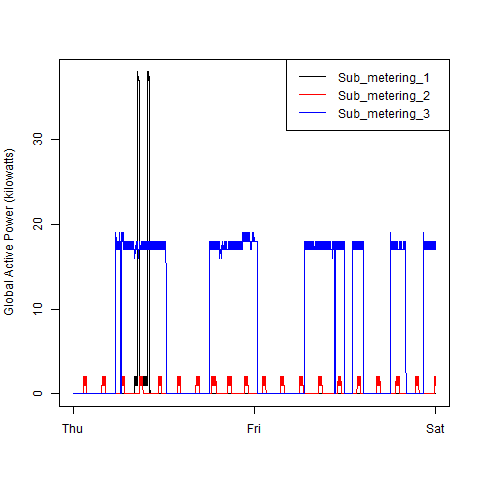 Sub_metering_1
Sub_metering_2
Sub_metering_3
Global Active Power (kilowatts)
30
20
10
0
Thu Fri Sat